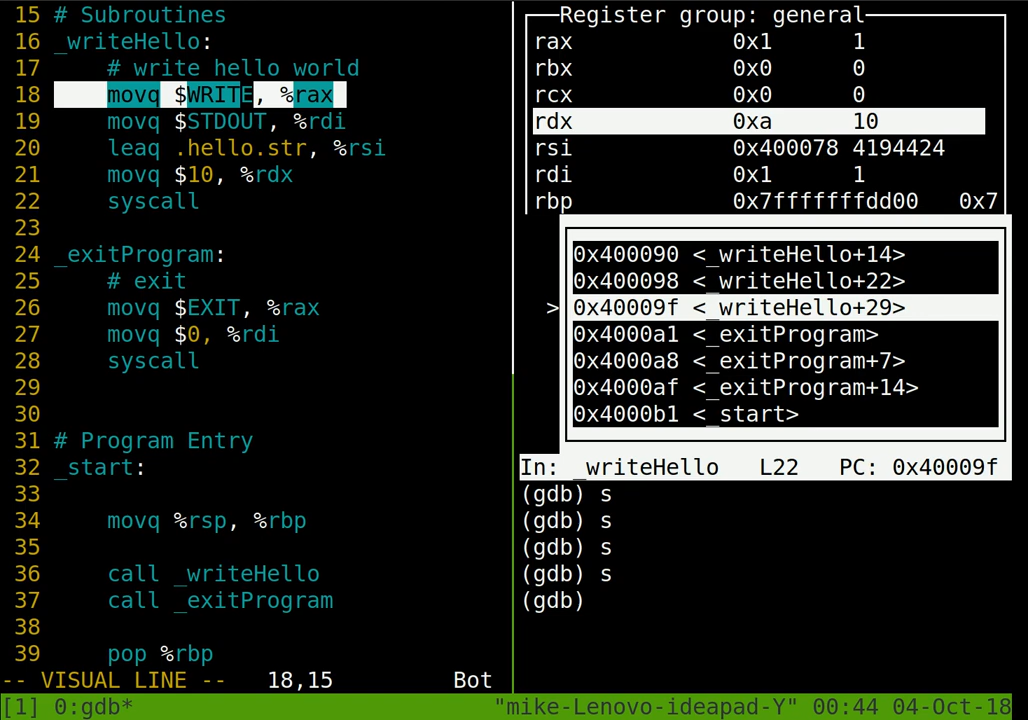 15 # Subroutines
16 _writeHello:
17 # write hello world
18 movq $WRITE, %rax
19 movq $STDOUT, %rdi
20 leaq .hello.str, %rsi
21 movq $10, %rdx
22 syscall
23
24 _exitProgram:
25 # exit
26 movq $EXIT, %rax
27 movq $0, %rdi
28 syscall
29
30
31 # Program Entry
32 _start:
33
34 movq %rsp, %rbp
35
36 call _writeHello
37 call _exitProgram
38
39 pop %rbp
-- VISUAL LINE -- 18,15 Bot
Register group: general
rax 0x1 1
rbx 0x0 0
rcx 0x0 0
rdx 0xa 10
rsi 0x400078 4194424
rdi 0x1 1
rbp 0x7fffffffdd00 0x7
0x400090 <_writeHello+14>
0x400098 <_writeHello+22>
> 0x40009f <_writeHello+29>
0x4000a1 <_exitProgram>
0x4000a8 <_exitProgram+7>
0x4000af <_exitProgram+14>
0x4000b1 <_start>
In: _writeHello L22 PC: 0x40009f
(gdb) s
(gdb) s
(gdb) s
(gdb) s
(gdb)
[1] 0:gdb* "mike-Lenovo-ideapad-Y" 00:44 04-Oct-18